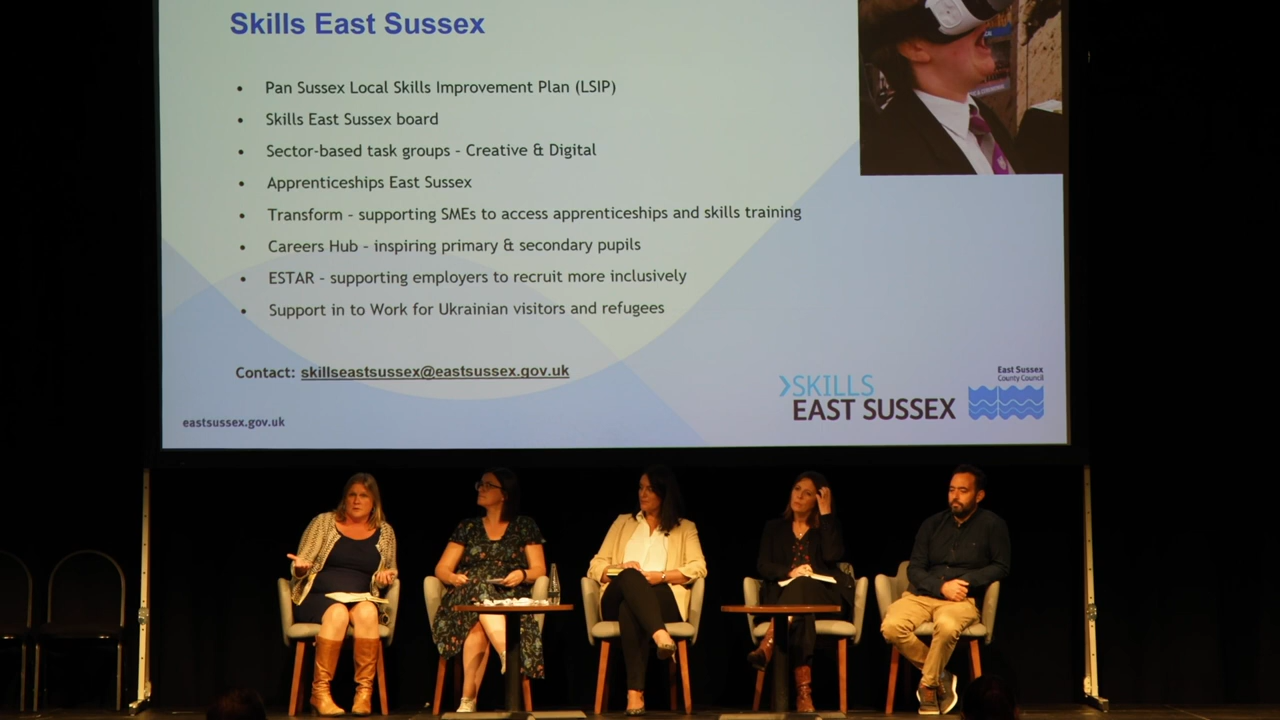 Skills East Sussex
• Pan Sussex Local Skills Improvement Plan (LSIP)
• Skills East Sussex board
• Sector-based task groups – Creative & Digital
• Apprenticeships East Sussex
• Transform – supporting SMEs to access apprenticeships and skills training
• Careers Hub – inspiring primary & secondary pupils
• ESTAR – supporting employers to recruit more inclusively
• Support in to Work for Ukrainian visitors and refugees
Contact: skillseastsussex@eastsussex.gov.uk
eastsussex.gov.uk
SKILLS
EAST SUSSEX
East Sussex
County Council